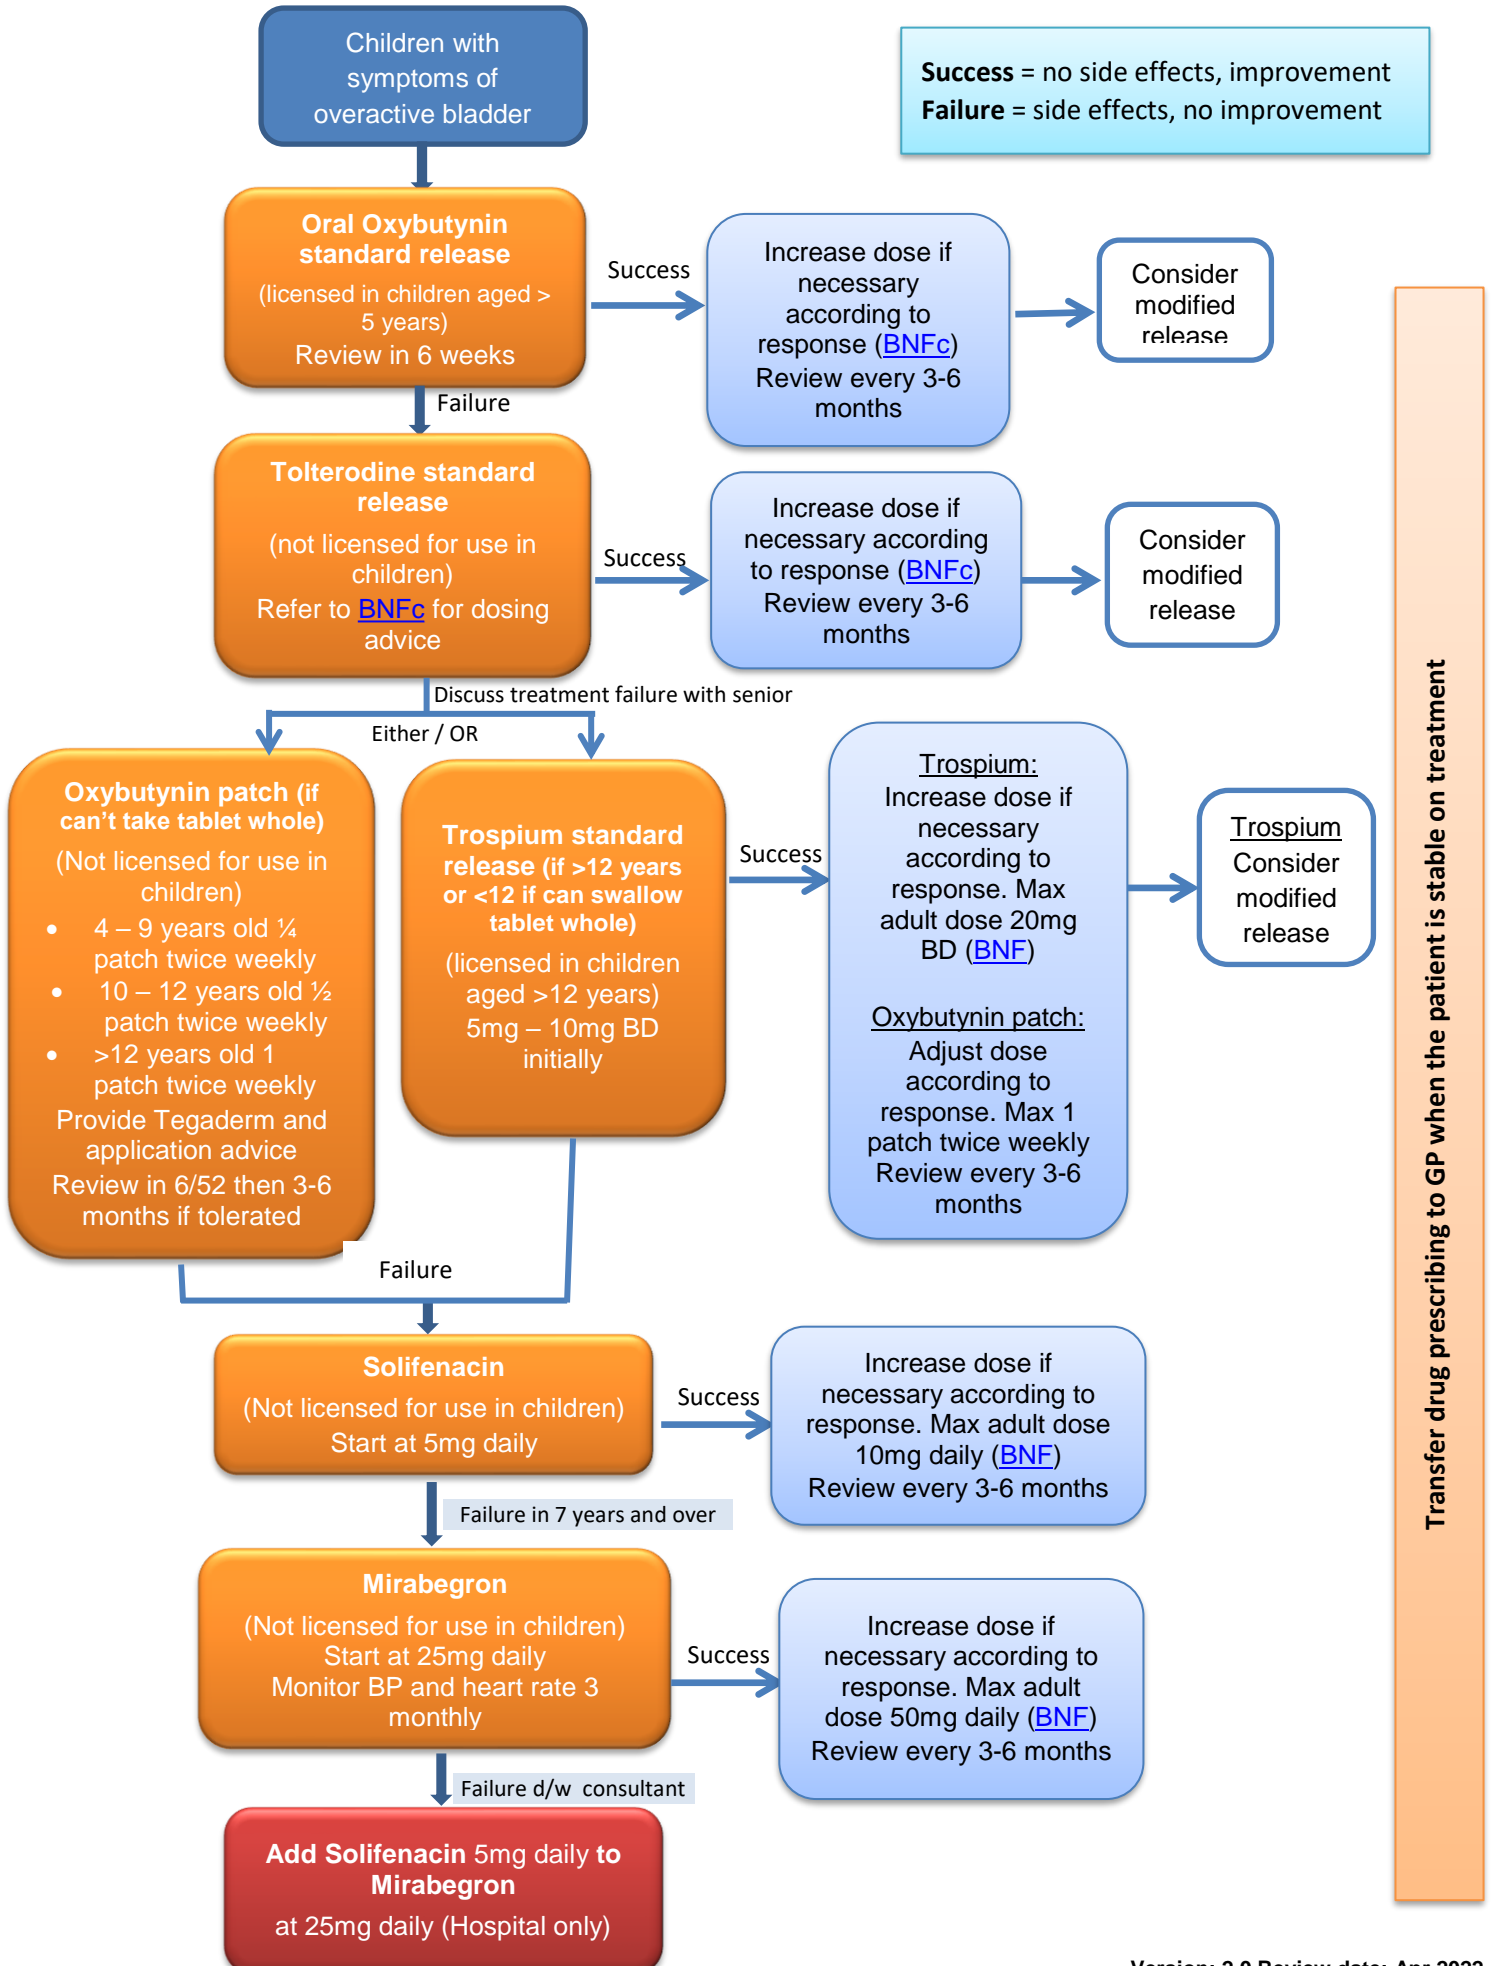 Children with
symptoms of
overactive bladder
Success = no side effects, improvement
Failure = side effects, no improvement
Oral Oxybutynin
standard release
(licensed in children aged >
5 years)
Review in 6 weeks
Success
Increase dose if
necessary
according to
response (BNFc)
Review every 3-6
months
Consider
modified
release
Failure
Tolterodine standard
release
(not licensed for use in
children)
Refer to BNFc for dosing
advice
Success
Increase dose if
necessary according
to response (BNFc)
Review every 3-6
months
Consider
modified
release
Discuss treatment failure with senior
Either / OR
Oxybutynin patch (if
can't take tablet whole)
(Not licensed for use in
children)
• 4 – 9 years old ¼
patch twice weekly
• 10 – 12 years old ½
patch twice weekly
• >12 years old 1
patch twice weekly
Provide Tegaderm and
application advice
Review in 6/52 then 3-6
months if tolerated
Trospium standard
release (if >12 years
or <12 if can swallow
tablet whole)
(licensed in children
aged >12 years)
5mg – 10mg BD
initially
Success
Trospium:
Increase dose if
necessary
according to
response. Max
adult dose 20mg
BD (BNF)
Oxybutynin patch:
Adjust dose
according to
response. Max 1
patch twice weekly
Review every 3-6
months
Trospium
Consider
modified
release
Failure
Solifenacin
(Not licensed for use in children)
Start at 5mg daily
Success
Increase dose if
necessary according to
response. Max adult dose
10mg daily (BNF)
Review every 3-6 months
Failure in 7 years and over
Mirabegron
(Not licensed for use in children)
Start at 25mg daily
Monitor BP and heart rate 3
monthly
Success
Increase dose if
necessary according to
response. Max adult
dose 50mg daily (BNF)
Review every 3-6 months
Failure d/w consultant
Add Solifenacin 5mg daily to
Mirabegron
at 25mg daily (Hospital only)
Transfer drug prescribing to GP when the patient is stable on treatment
Version: 2.0 Review date: Apr 2022